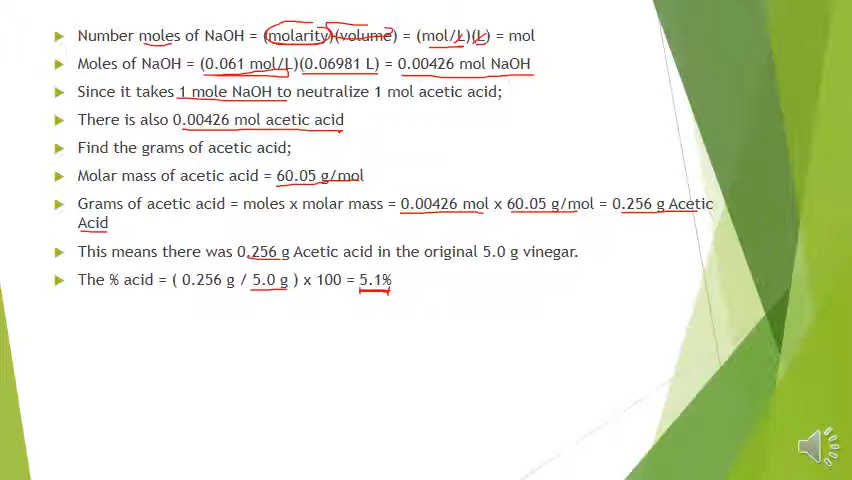 Number moles of NaOH = (molarity)(volume) = (mol/L)(L) = mol
Moles of NaOH = (0.061 mol/L)(0.06981 L) = 0.00426 mol NaOH
Since it takes 1 mole NaOH to neutralize 1 mol acetic acid;
There is also 0.00426 mol acetic acid
Find the grams of acetic acid;
Molar mass of acetic acid = 60.05 g/mol
Grams of acetic acid = moles x molar mass = 0.00426 mol x 60.05 g/mol = 0.256 g Acetic
Acid
This means there was 0.256 g Acetic acid in the original 5.0 g vinegar.
The % acid = ( 0.256 g / 5.0 g ) x 100 = 5.1%